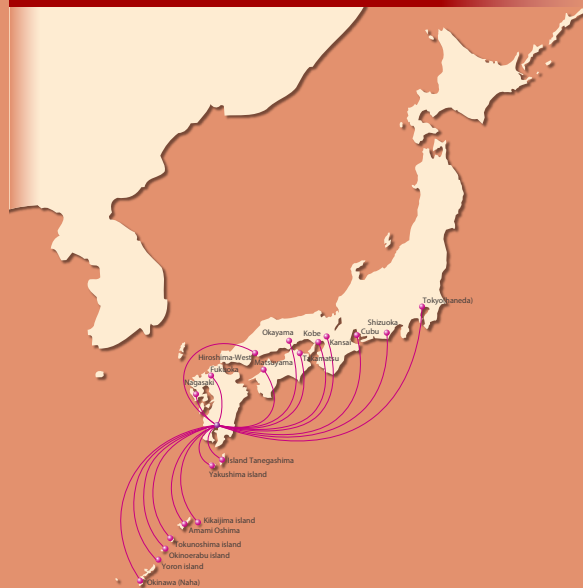 Tokyo(haneda)
Shizuoka
Cubu
Okayama
Kobe
Kansai
Hiroshima-West
Matsuyama
Takamatsu
Fukuoka
Nagasaki
Island Tanegashima
Yakushima island
Kikaijima island
Amami Oshima
Tokunoshima island
Okinoerabu island
Yoron island
Okinawa (Naha)